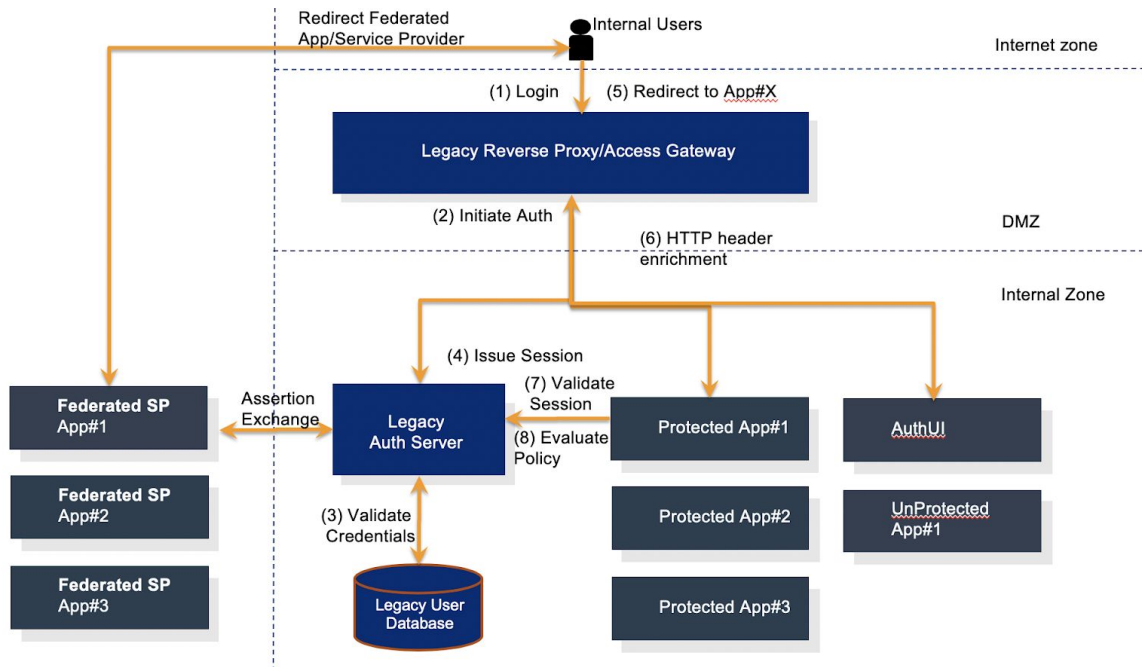 Redirect Federated
App/Service Provider
Internal Users
Internet zone
(1) Login
(5) Redirect to App#X
Legacy Reverse Proxy/Access Gateway
(2) Initiate Auth
DMZ
(6) HTTP header
enrichment
Internal Zone
(4) Issue Session
(7) Validate
Session
Federated SP
App#1
Assertion
Exchange
Legacy
Auth Server
(8) Evaluate
Policy
Protected App#1
AuthUI
Federated SP
App#2
(3) Validate
Credentials
Protected App#2
UnProtected
App#1
Federated SP
App#3
Legacy User
Database
Protected App#3